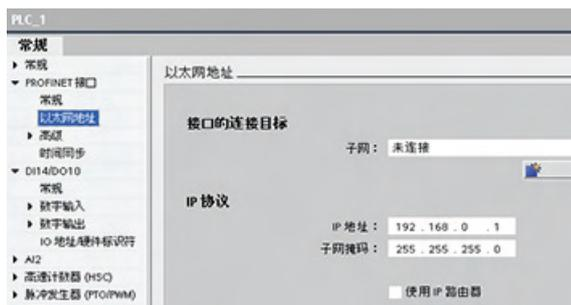 PLC_1
常规
常规
PROFINET 接口
常规
以太网地址
高级
时间同步
DI14/DO10
常规
数字输入
数字输出
IO 地址/硬件标识符
AI2
高速计数器 (HSC)
脉冲发生器 (PTO/PWM)
以太网地址
接口的连接目标
子网： 未连接
IP 协议
IP 地址： 192 . 168 . 0 . 1
子网掩码： 255 . 255 . 255 . 0
使用 IP 路由器